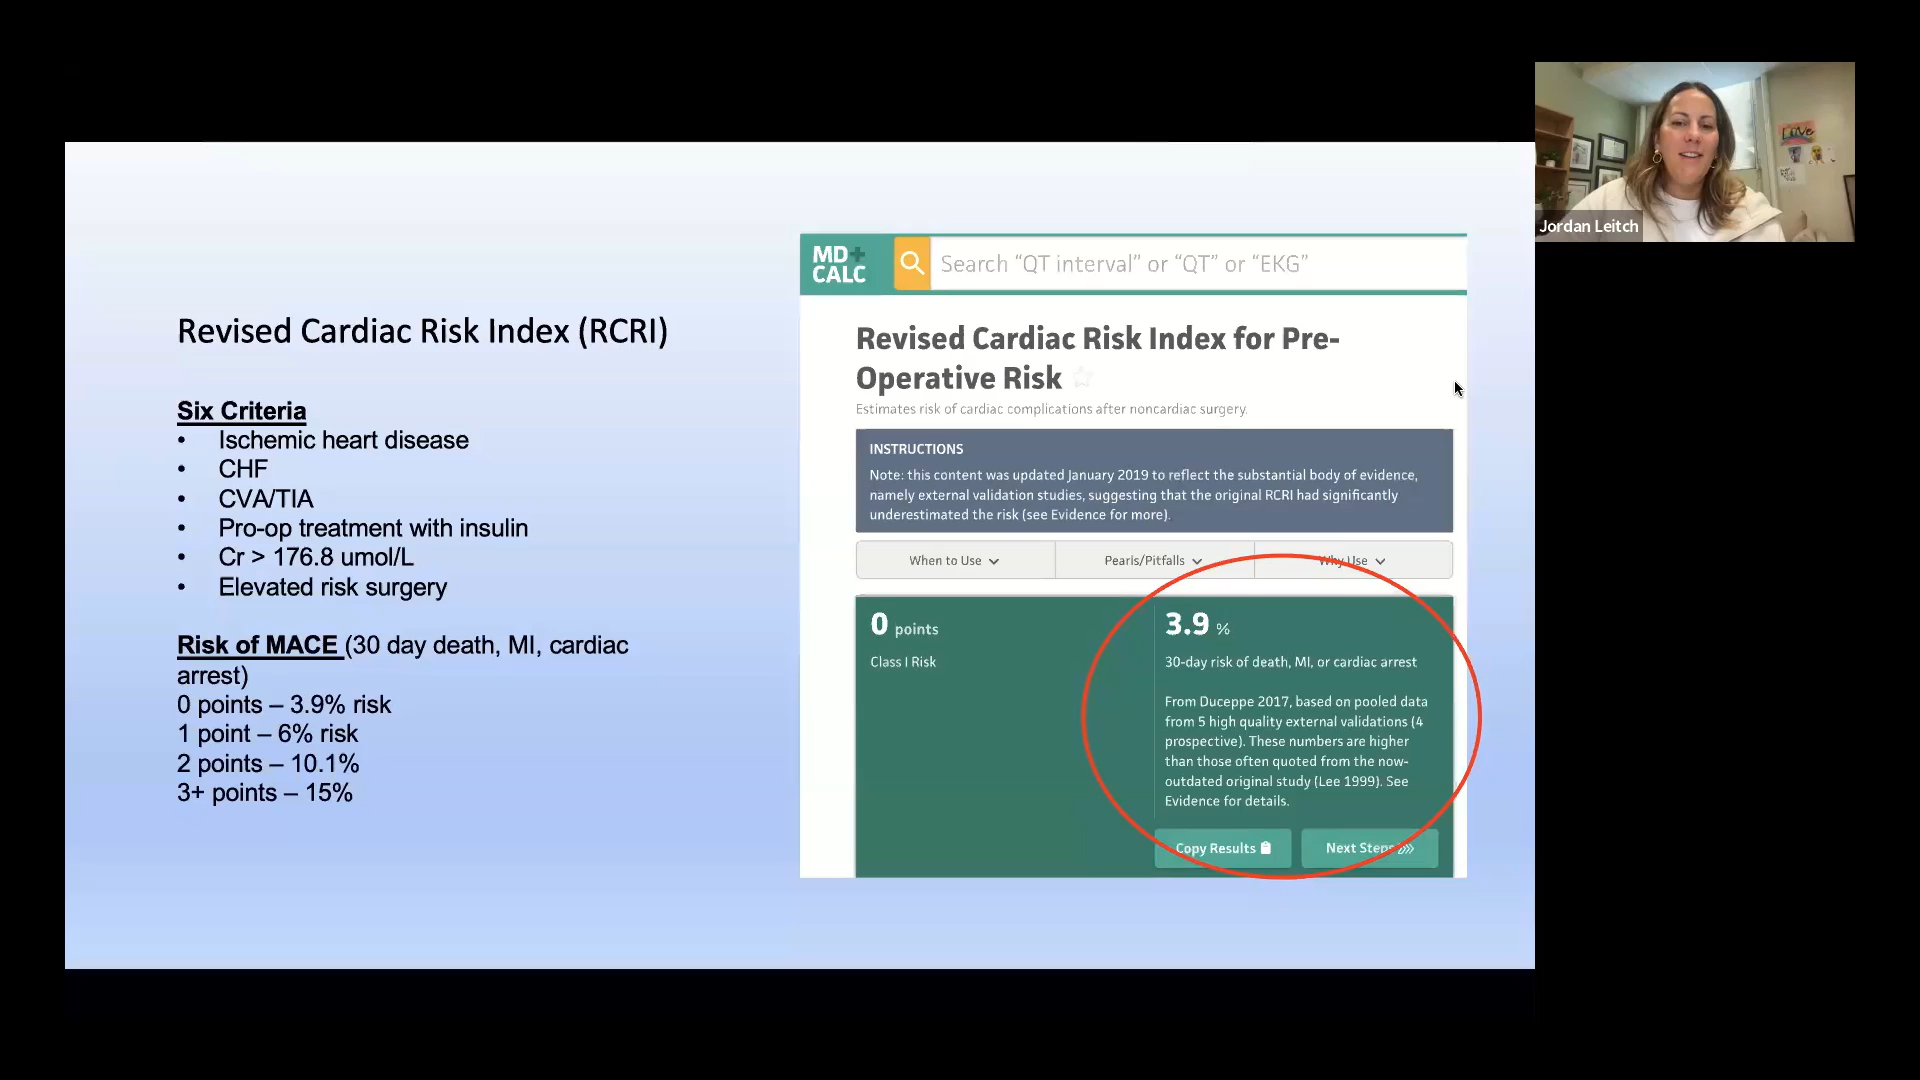 Revised Cardiac Risk Index (RCRI)
Six Criteria
• Ischemic heart disease
• CHF
• CVA/TIA
• Pro-op treatment with insulin
• Cr > 176.8 umol/L
• Elevated risk surgery
Risk of MACE (30 day death, MI, cardiac
arrest)
0 points – 3.9% risk
1 point – 6% risk
2 points – 10.1%
3+ points – 15%
MD+
CALC
Search “QT interval” or “QT” or “EKG”
Revised Cardiac Risk Index for Pre-
Operative Risk
Estimates risk of cardiac complications after noncardiac surgery.
INSTRUCTIONS
Note: this content was updated January 2019 to reflect the substantial body of evidence,
namely external validation studies, suggesting that the original RCRI had significantly
underestimated the risk (see Evidence for more).
When to Use
Pearls/Pitfalls
Why Use
0 points
Class I Risk
3.9 %
30-day risk of death, MI, or cardiac arrest
From Duceppe 2017, based on pooled data
from 5 high quality external validations (4
prospective). These numbers are higher
than those often quoted from the now-
outdated original study (Lee 1999). See
Evidence for details.
Copy Results
Next Steps
LOVE
Jordan Leitch